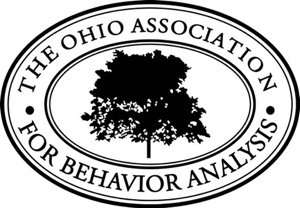 THE OHIO ASSOCIATION
FOR BEHAVIOR ANALYSIS